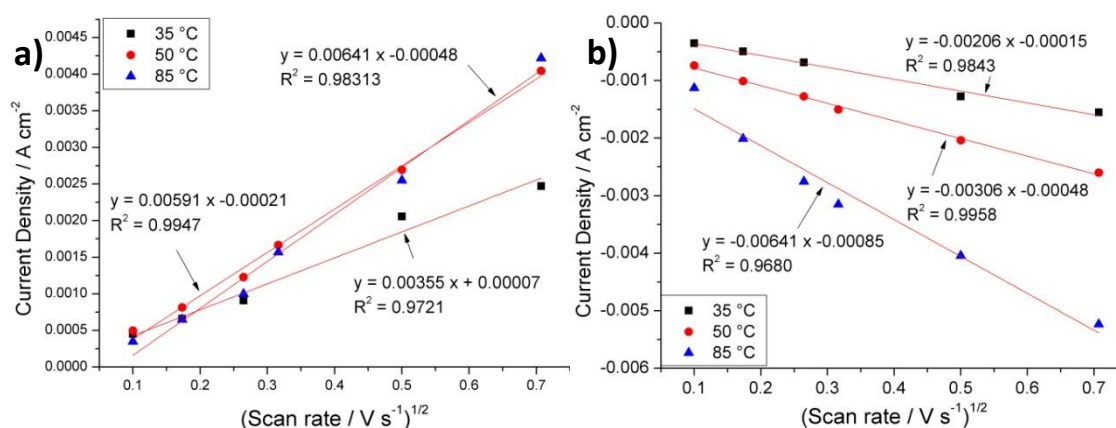 a)
35 °C
50 °C
85 °C
y = 0.00641 x -0.00048
R² = 0.98313
y = 0.00591 x -0.00021
R² = 0.9947
y = 0.00355 x + 0.00007
R² = 0.9721
Current Density / A cm⁻²
0.0045
0.0040
0.0035
0.0030
0.0025
0.0020
0.0015
0.0010
0.0005
0.0000
0.1 0.2 0.3 0.4 0.5 0.6 0.7
(Scan rate / V s⁻¹)¹/²
b)
y = -0.00206 x -0.00015
R² = 0.9843
y = -0.00306 x -0.00048
R² = 0.9958
y = -0.00641 x -0.00085
R² = 0.9680
35 °C
50 °C
85 °C
Current Density / A cm⁻²
0.000
-0.001
-0.002
-0.003
-0.004
-0.005
-0.006
0.1 0.2 0.3 0.4 0.5 0.6 0.7
(Scan rate / V s⁻¹)¹/²